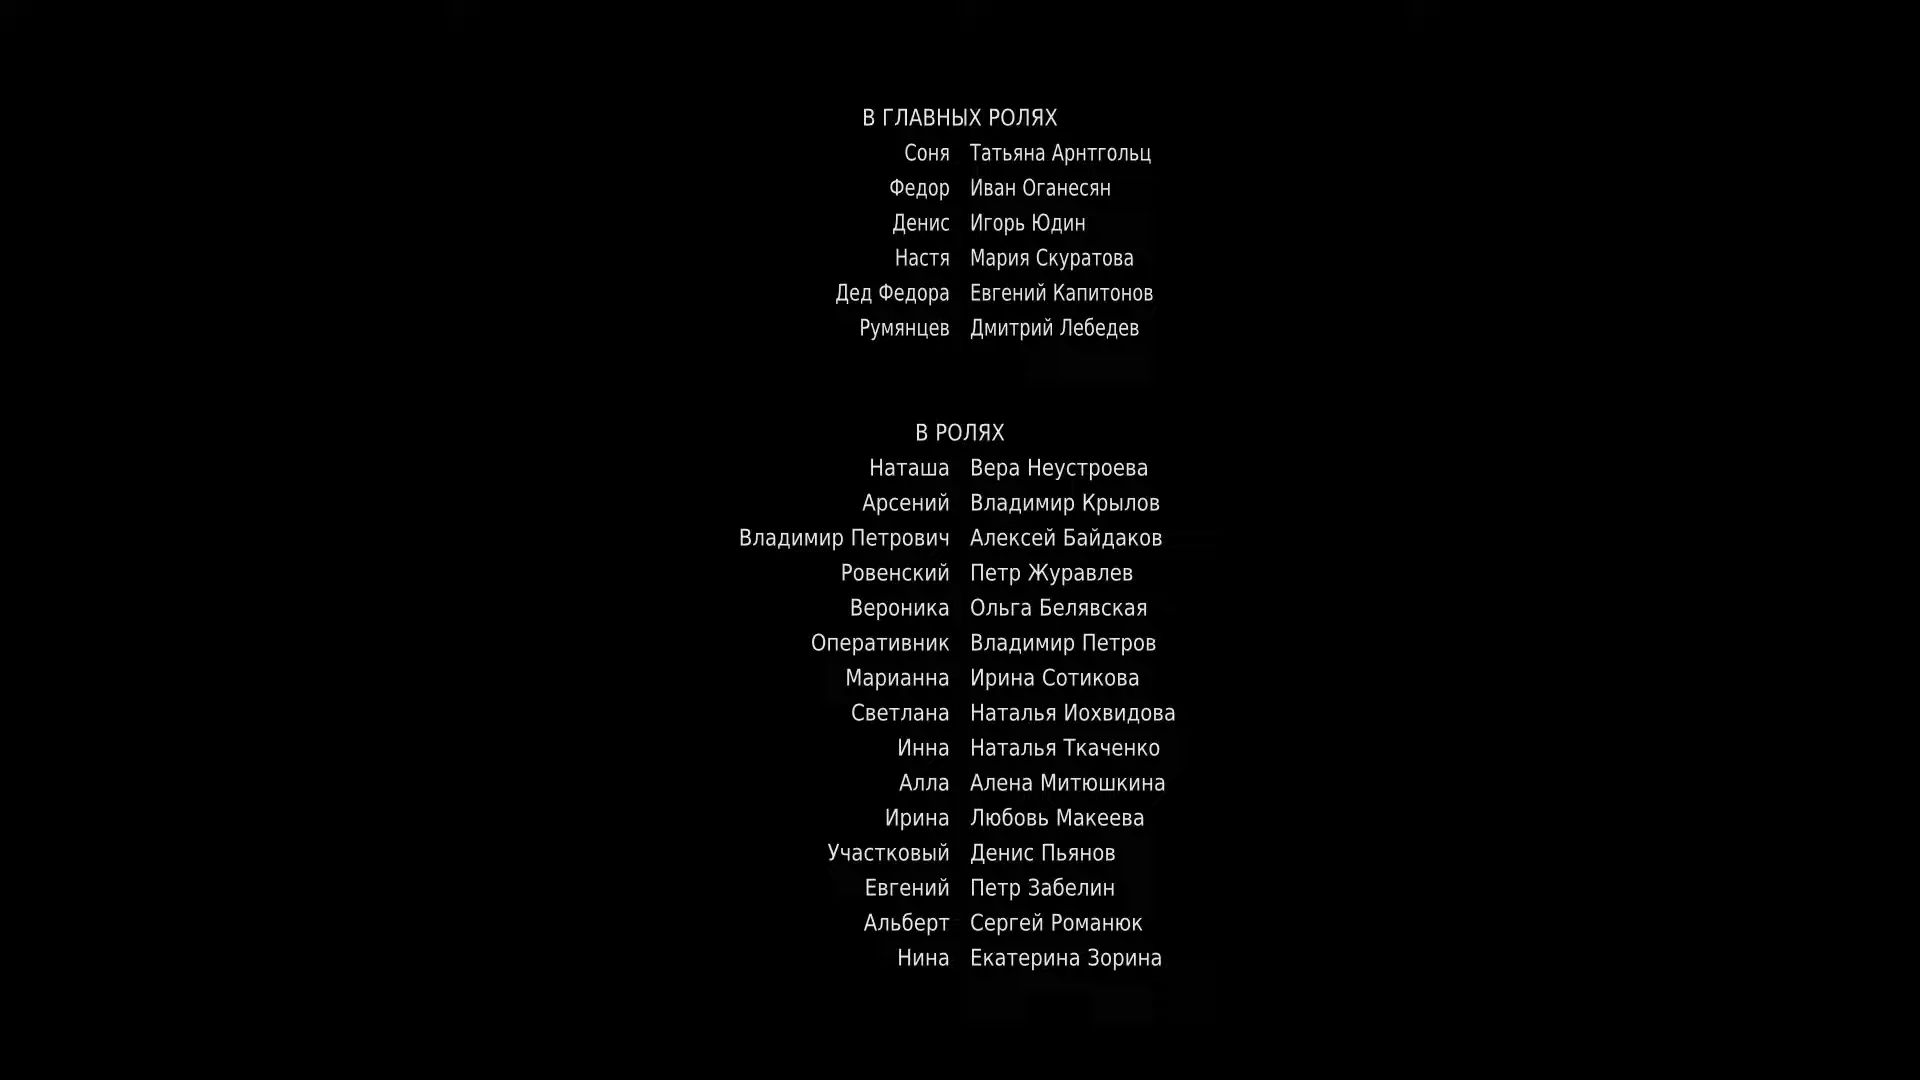 В ГЛАВНЫХ РОЛЯХ
Соня Татьяна Арнтгольц
Федор Иван Оганесян
Денис Игорь Юдин
Настя Мария Скуратова
Дед Федора Евгений Капитонов
Румянцев Дмитрий Лебедев
В РОЛЯХ
Наташа Вера Неустроева
Арсений Владимир Крылов
Владимир Петрович Алексей Байдаков
Ровенский Петр Журавлев
Вероника Ольга Белявская
Оперативник Владимир Петров
Марианна Ирина Сотикова
Светлана Наталья Иохвидова
Инна Наталья Ткаченко
Алла Алена Митюшкина
Ирина Любовь Макеева
Участковый Денис Пьянов
Евгений Петр Забелин
Альберт Сергей Романюк
Нина Екатерина Зорина